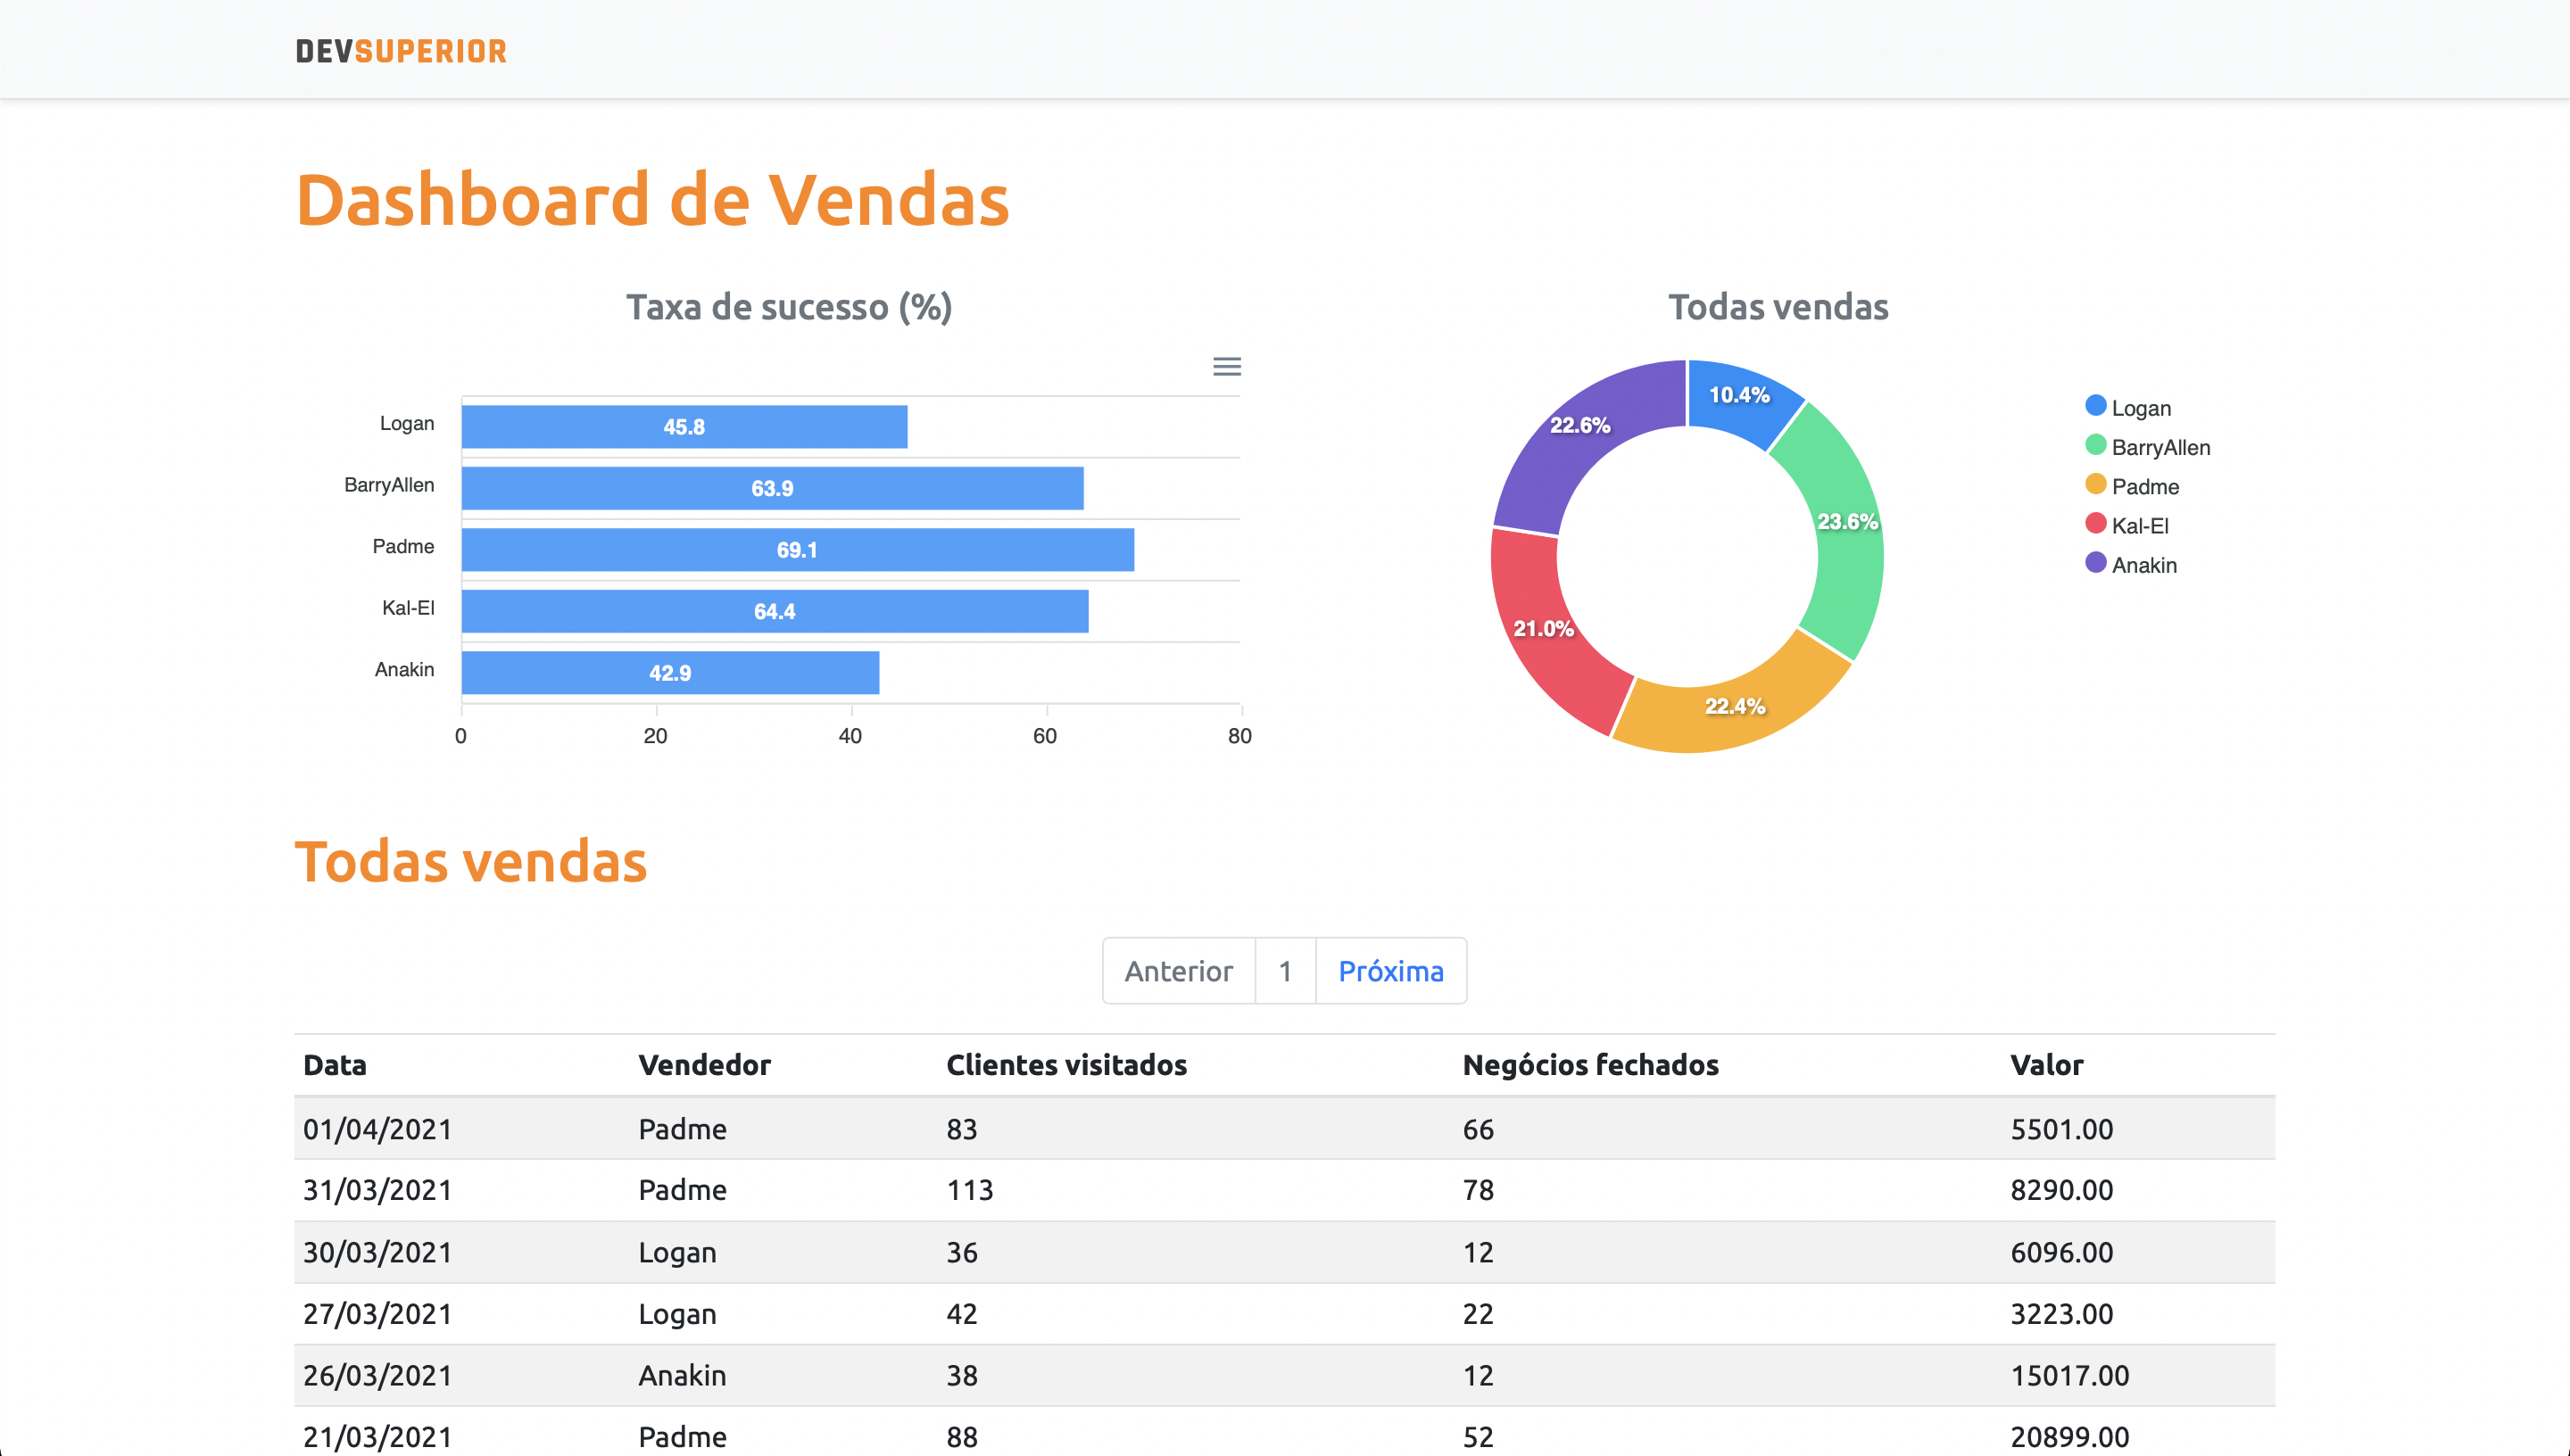 DEVSUPERIOR
Dashboard de Vendas
Taxa de sucesso (%)
Logan
45.8
BarryAllen
63.9
Padme
69.1
Kal-El
64.4
Anakin
42.9
0 20 40 60 80
Todas vendas
10.4%
23.6%
22.4%
21.0%
22.6%
Logan
BarryAllen
Padme
Kal-El
Anakin
Todas vendas
Anterior 1 Próxima
Data Vendedor Clientes visitados Negócios fechados Valor
01/04/2021 Padme 83 66 5501.00
31/03/2021 Padme 113 78 8290.00
30/03/2021 Logan 36 12 6096.00
27/03/2021 Logan 42 22 3223.00
26/03/2021 Anakin 38 12 15017.00
21/03/2021 Padme 88 52 20899.00